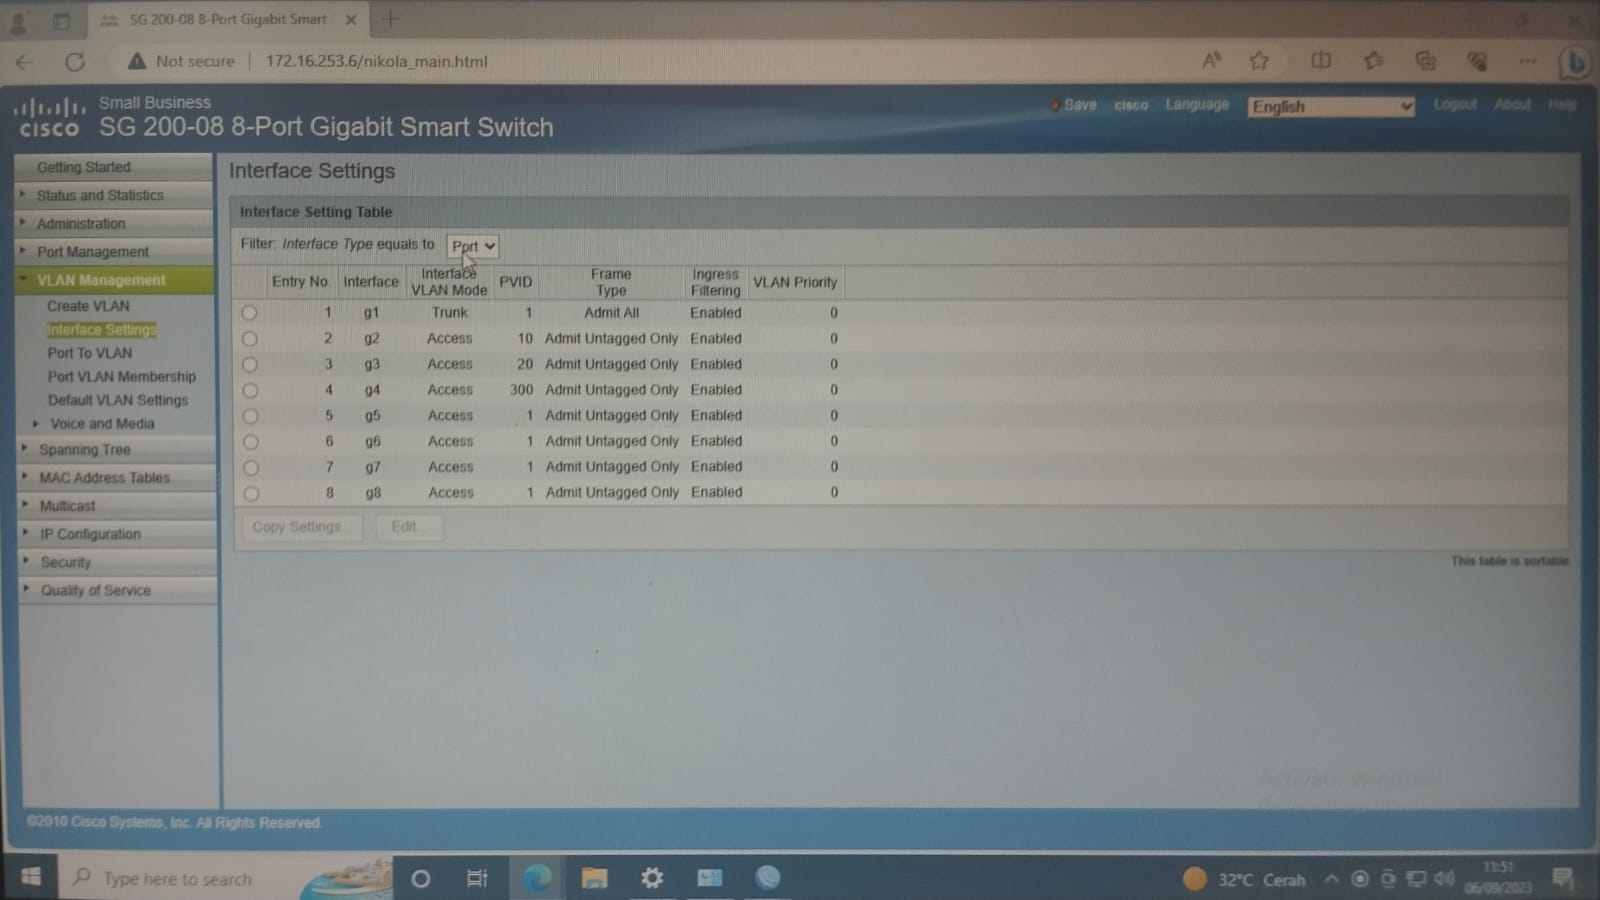 SG 200-08 8-Port Gigabit Smart
Not secure
172.16.253.6/nikola_main.html
Small Business
CISCO
SG 200-08 8-Port Gigabit Smart Switch
Save
cisco
Language
English
Logout
About
Help
Getting Started
Status and Statistics
Administration
Port Management
VLAN Management
Create VLAN
Interface Settings
Port To VLAN
Port VLAN Membership
Default VLAN Settings
Voice and Media
Spanning Tree
MAC Address Tables
Multicast
IP Configuration
Security
Quality of Service
Interface Settings
Interface Setting Table
Filter: Interface Type equals to Port
Entry No. Interface Interface VLAN Mode PVID Frame Type Ingress Filtering VLAN Priority
1 g1 Trunk 1 Admit All Enabled 0
2 g2 Access 10 Admit Untagged Only Enabled 0
3 g3 Access 20 Admit Untagged Only Enabled 0
4 g4 Access 300 Admit Untagged Only Enabled 0
5 g5 Access 1 Admit Untagged Only Enabled 0
6 g6 Access 1 Admit Untagged Only Enabled 0
7 g7 Access 1 Admit Untagged Only Enabled 0
8 g8 Access 1 Admit Untagged Only Enabled 0
Copy Settings...
Edit...
This table is sortable
Activate Windows
©2010 Cisco Systems, Inc. All Rights Reserved.
Type here to search
32°C Cerah
11:51
06/09/2023